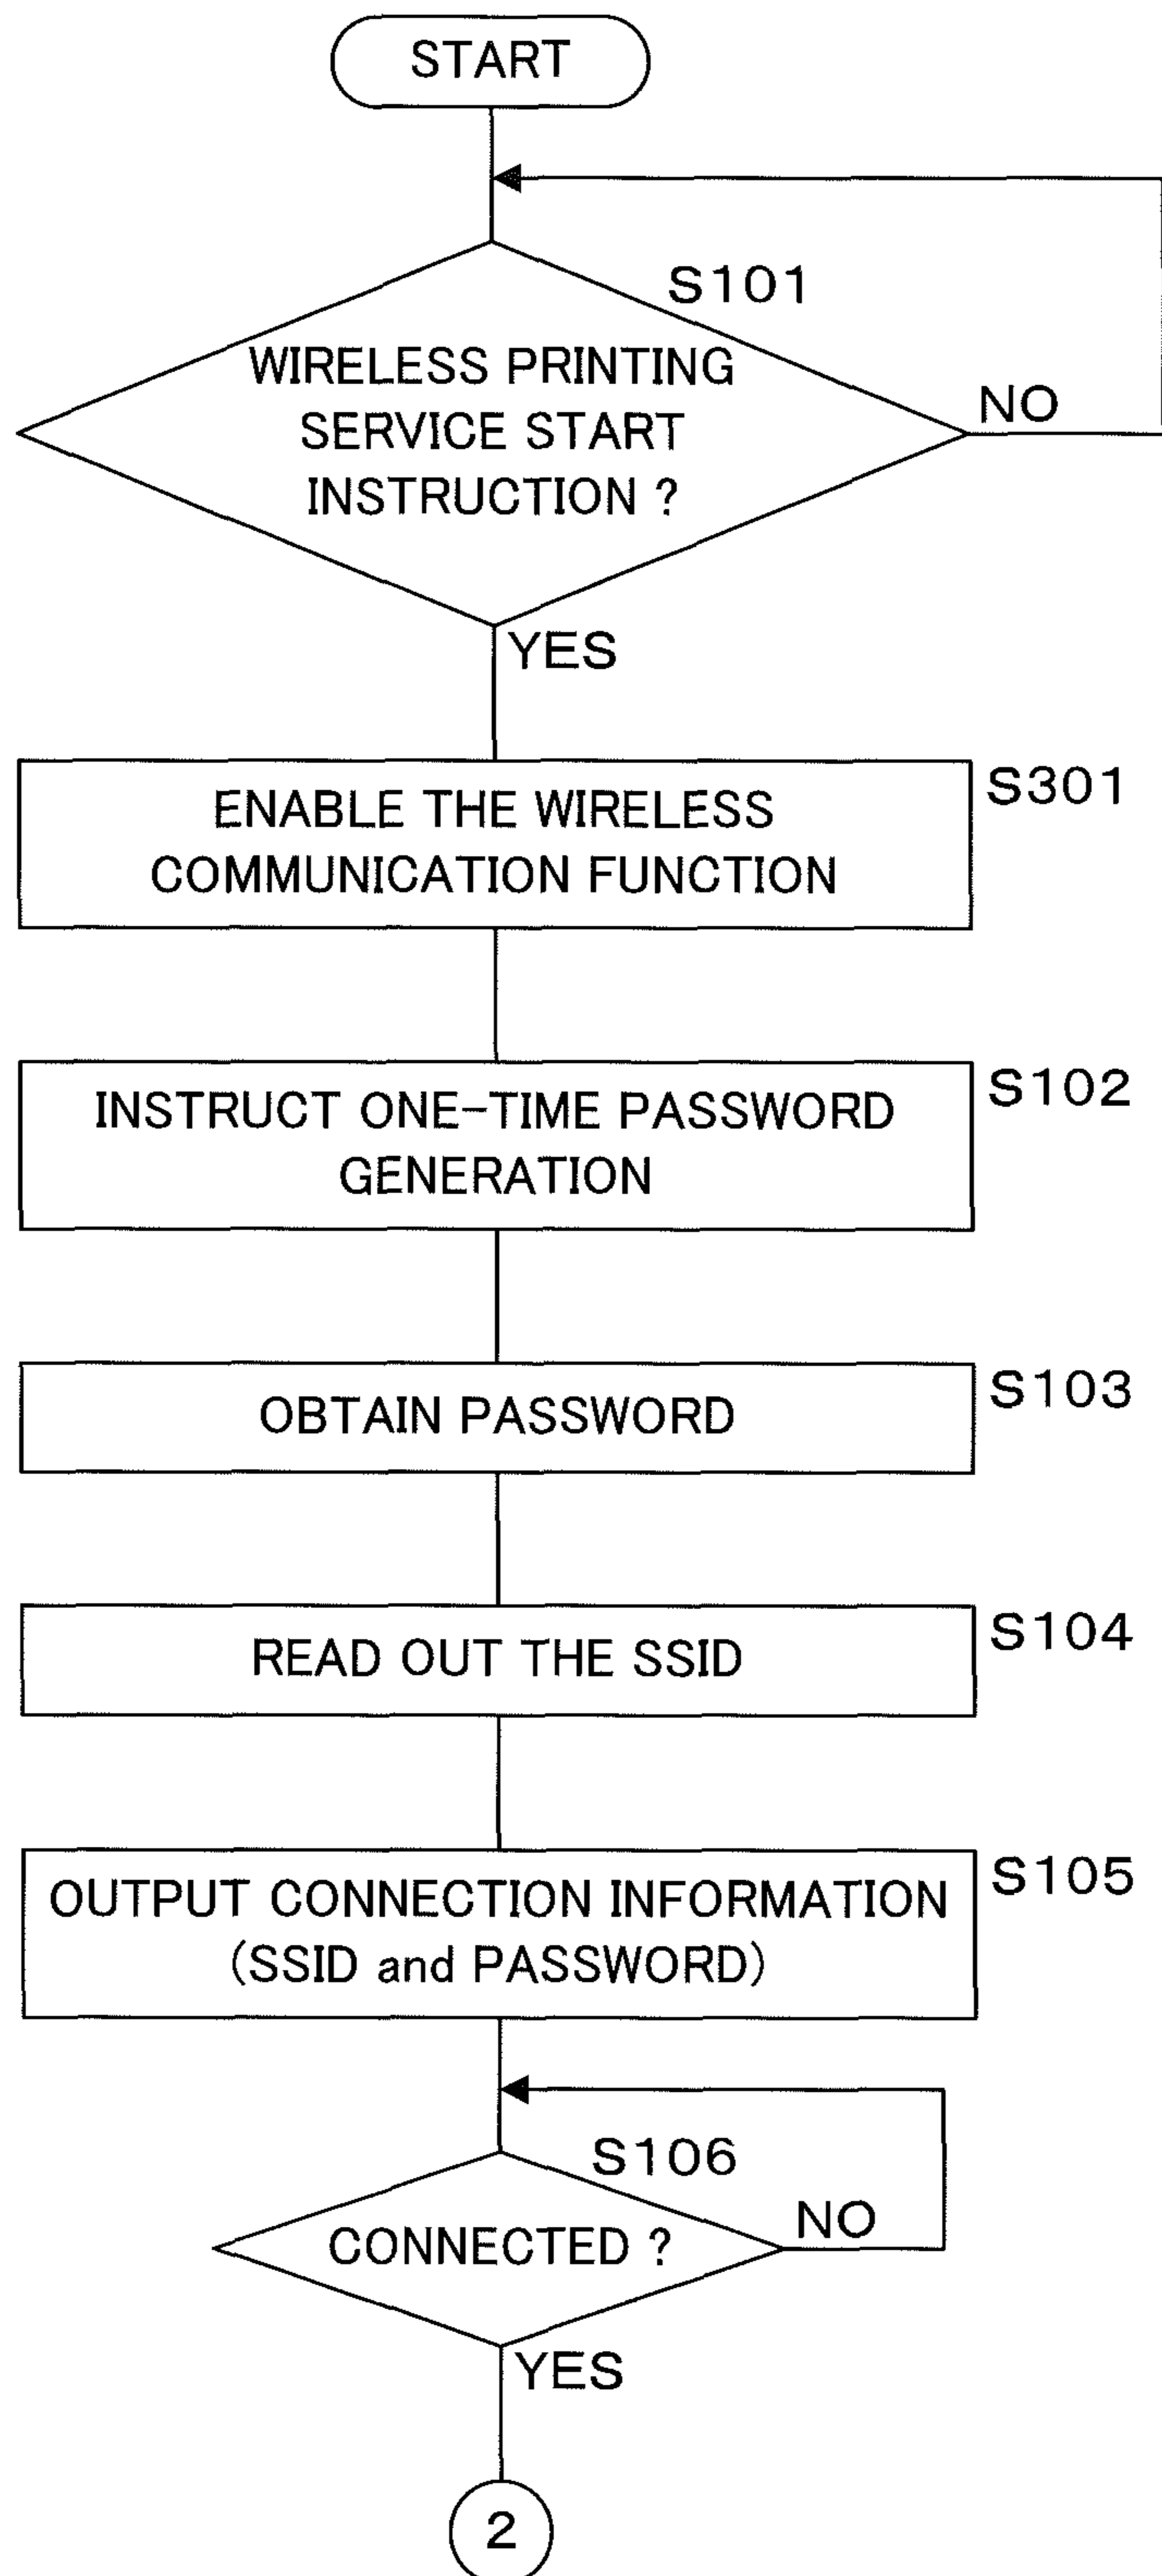 START
S101
WIRELESS PRINTING
SERVICE START
INSTRUCTION ?
NO
YES
S301
ENABLE THE WIRELESS
COMMUNICATION FUNCTION
S102
INSTRUCT ONE-TIME PASSWORD
GENERATION
S103
OBTAIN PASSWORD
S104
READ OUT THE SSID
S105
OUTPUT CONNECTION INFORMATION
(SSID and PASSWORD)
S106
CONNECTED ?
NO
YES
2